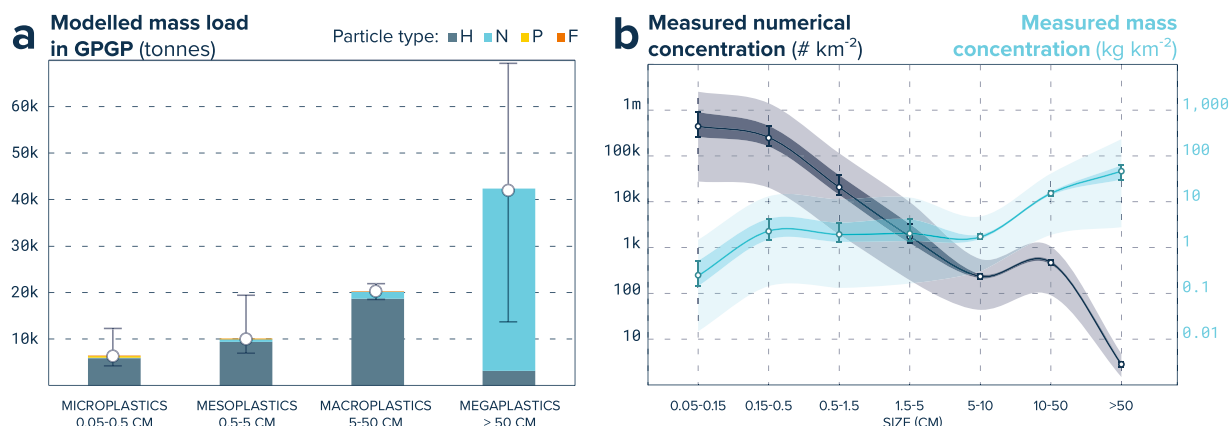 a
Modelled mass load
in GPGP (tonnes)
Particle type: H N P F
60k
50k
40k
30k
20k
10k
MICROPLASTICS MESOPLASTICS MACROPLASTICS MEGAPLASTICS
0.05-0.5 CM 0.5-5 CM 5-50 CM > 50 CM
b
Measured numerical
concentration (# km⁻²)
Measured mass
concentration (kg km⁻²)
1m
100k
10k
1k
100
10
1,000
100
10
1
0.1
0.01
0.05-0.15 0.15-0.5 0.5-1.5 1.5-5 5-10 10-50 >50
SIZE (CM)